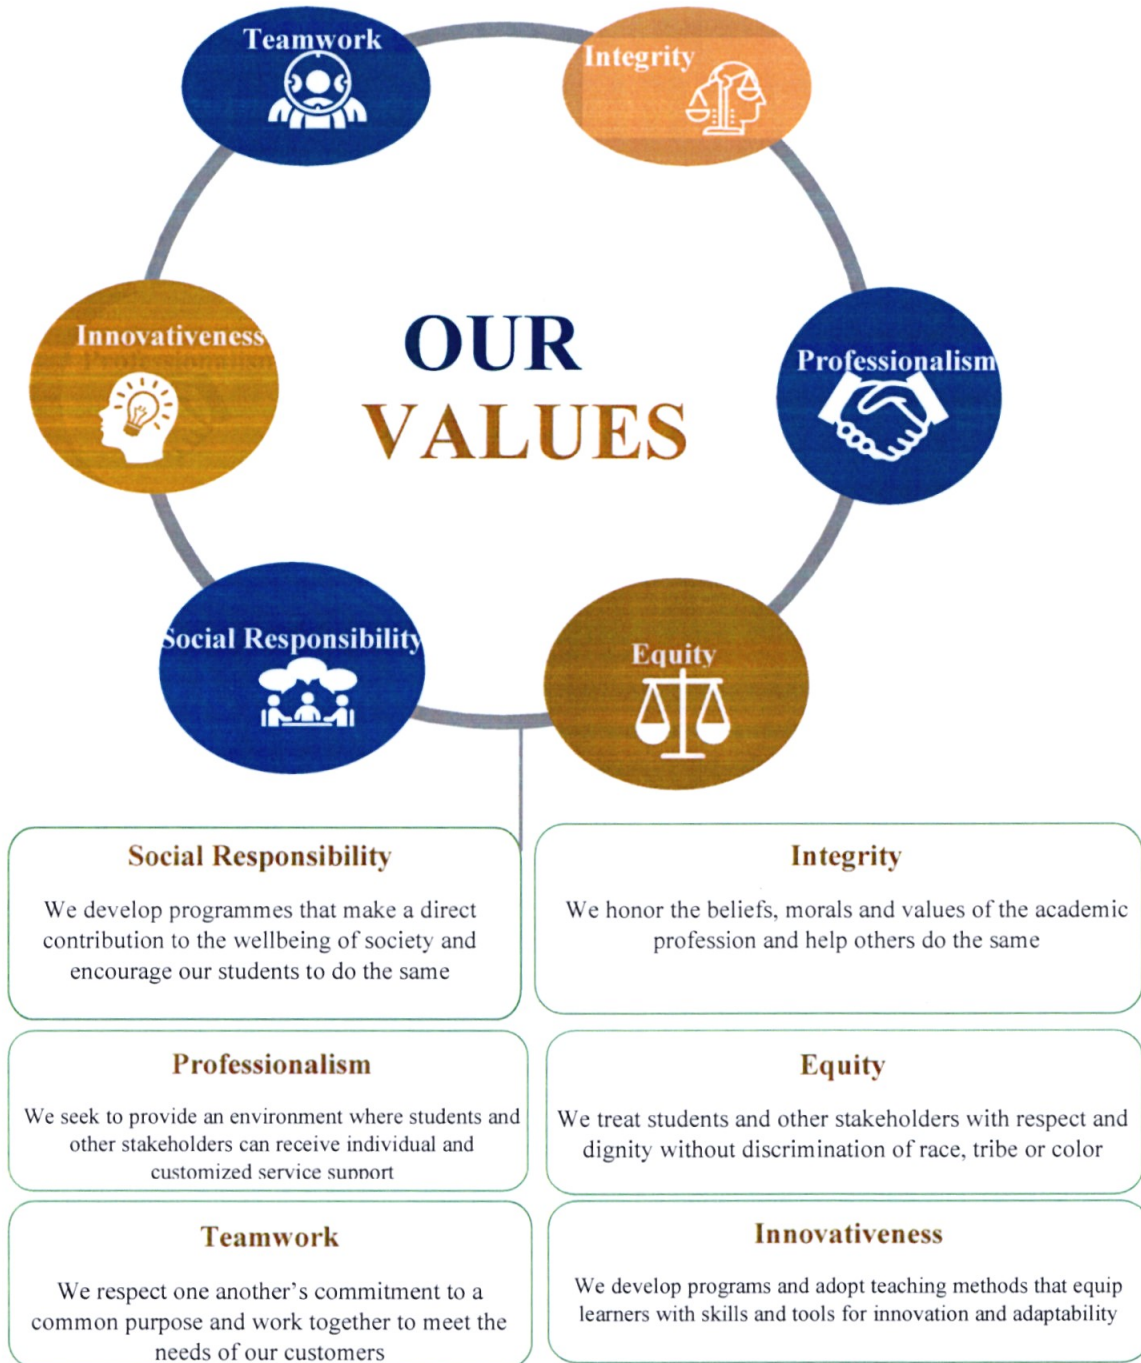 Teamwork
Integrity
Innovativeness
OUR
VALUES
Professionalism
Social Responsibility
Equity
Social Responsibility
We develop programmes that make a direct
contribution to the wellbeing of society and
encourage our students to do the same
Integrity
We honor the beliefs, morals and values of the academic
profession and help others do the same
Professionalism
We seek to provide an environment where students and
other stakeholders can receive individual and
customized service support
Equity
We treat students and other stakeholders with respect and
dignity without discrimination of race, tribe or color
Teamwork
We respect one another’s commitment to a
common purpose and work together to meet the
needs of our customers
Innovativeness
We develop programs and adopt teaching methods that equip
learners with skills and tools for innovation and adaptability